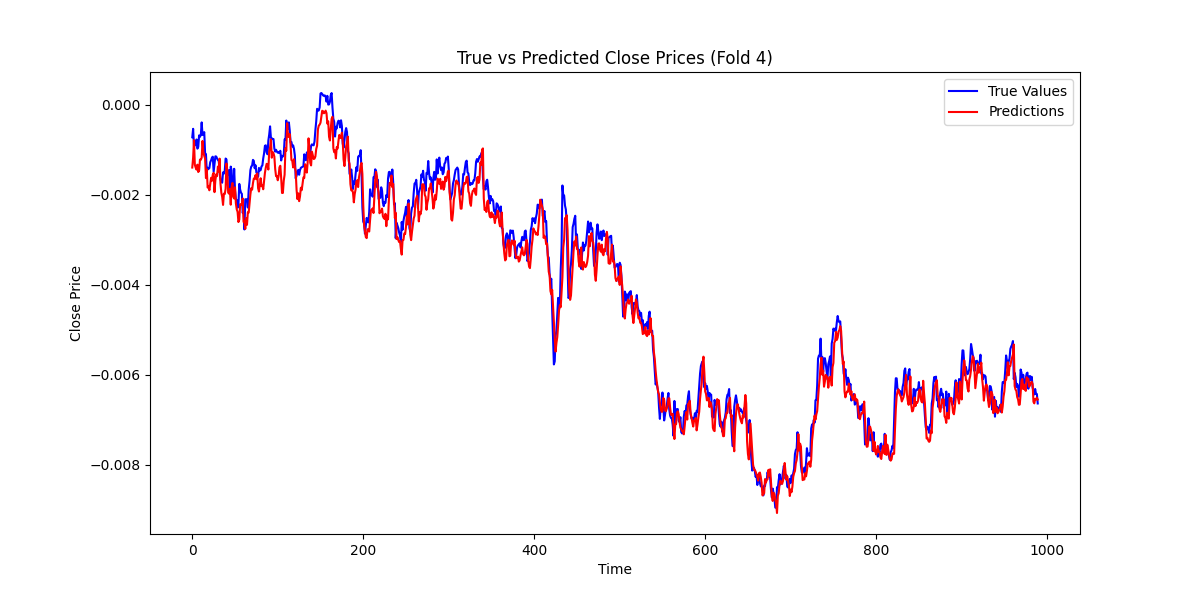 True vs Predicted Close Prices (Fold 4)
True Values
Predictions
0.000
−0.002
−0.004
−0.006
−0.008
Close Price
0
200
400
600
800
1000
Time